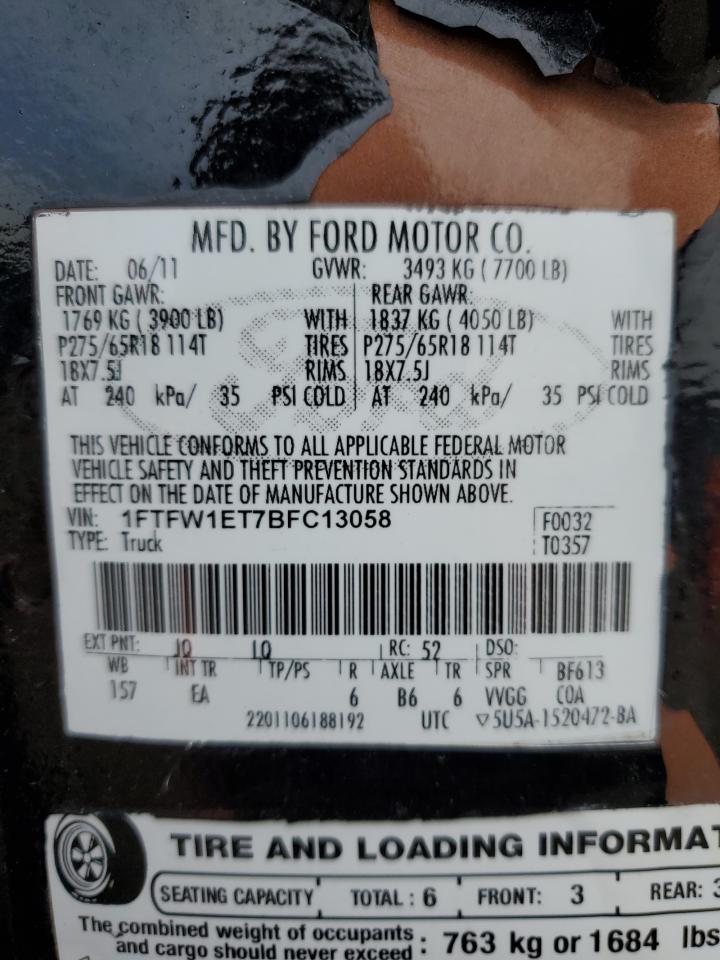 MFD. BY FORD MOTOR CO.
DATE: 06/11 GVWR: 3493 KG ( 7700 LB)
FRONT GAWR: REAR GAWR:
1769 KG ( 3900 LB) WITH 1837 KG ( 4050 LB) WITH
P275/65R18 114T TIRES P275/65R18 114T TIRES
18X7.5J RIMS 18X7.5J RIMS
AT 240 kPa/ 35 PSI COLD AT 240 kPa/ 35 PSI COLD
THIS VEHICLE CONFORMS TO ALL APPLICABLE FEDERAL MOTOR
VEHICLE SAFETY AND THEFT PREVENTION STANDARDS IN
EFFECT ON THE DATE OF MANUFACTURE SHOWN ABOVE.
VIN: 1FTFW1ET7BFC13058 F0032
TYPE: Truck T0357
EXT PNT: RC: 52 DSO:
WB INT TR TP/PS R AXLE TR SPR BF613
157 EA 6 B6 6 VVGG COA
2201106188192 UTC ▽5U5A-1520472-BA
TIRE AND LOADING INFORMAT
SEATING CAPACITY TOTAL : 6 FRONT: 3 REAR: 3
The combined weight of occupants
and cargo should never exceed : 763 kg or 1684 lbs